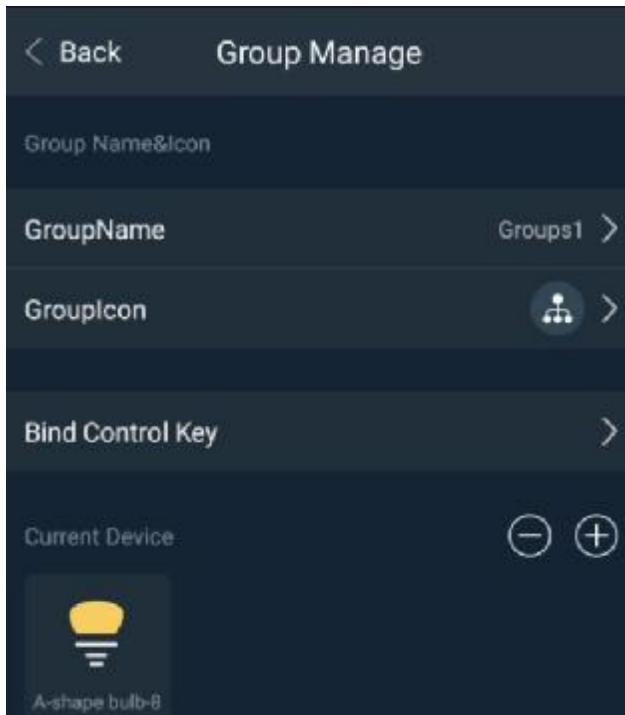 Back
Group Manage
Group Name&Icon
GroupName
Groups1
GroupIcon
Bind Control Key
Current Device
A-shape bulb-8